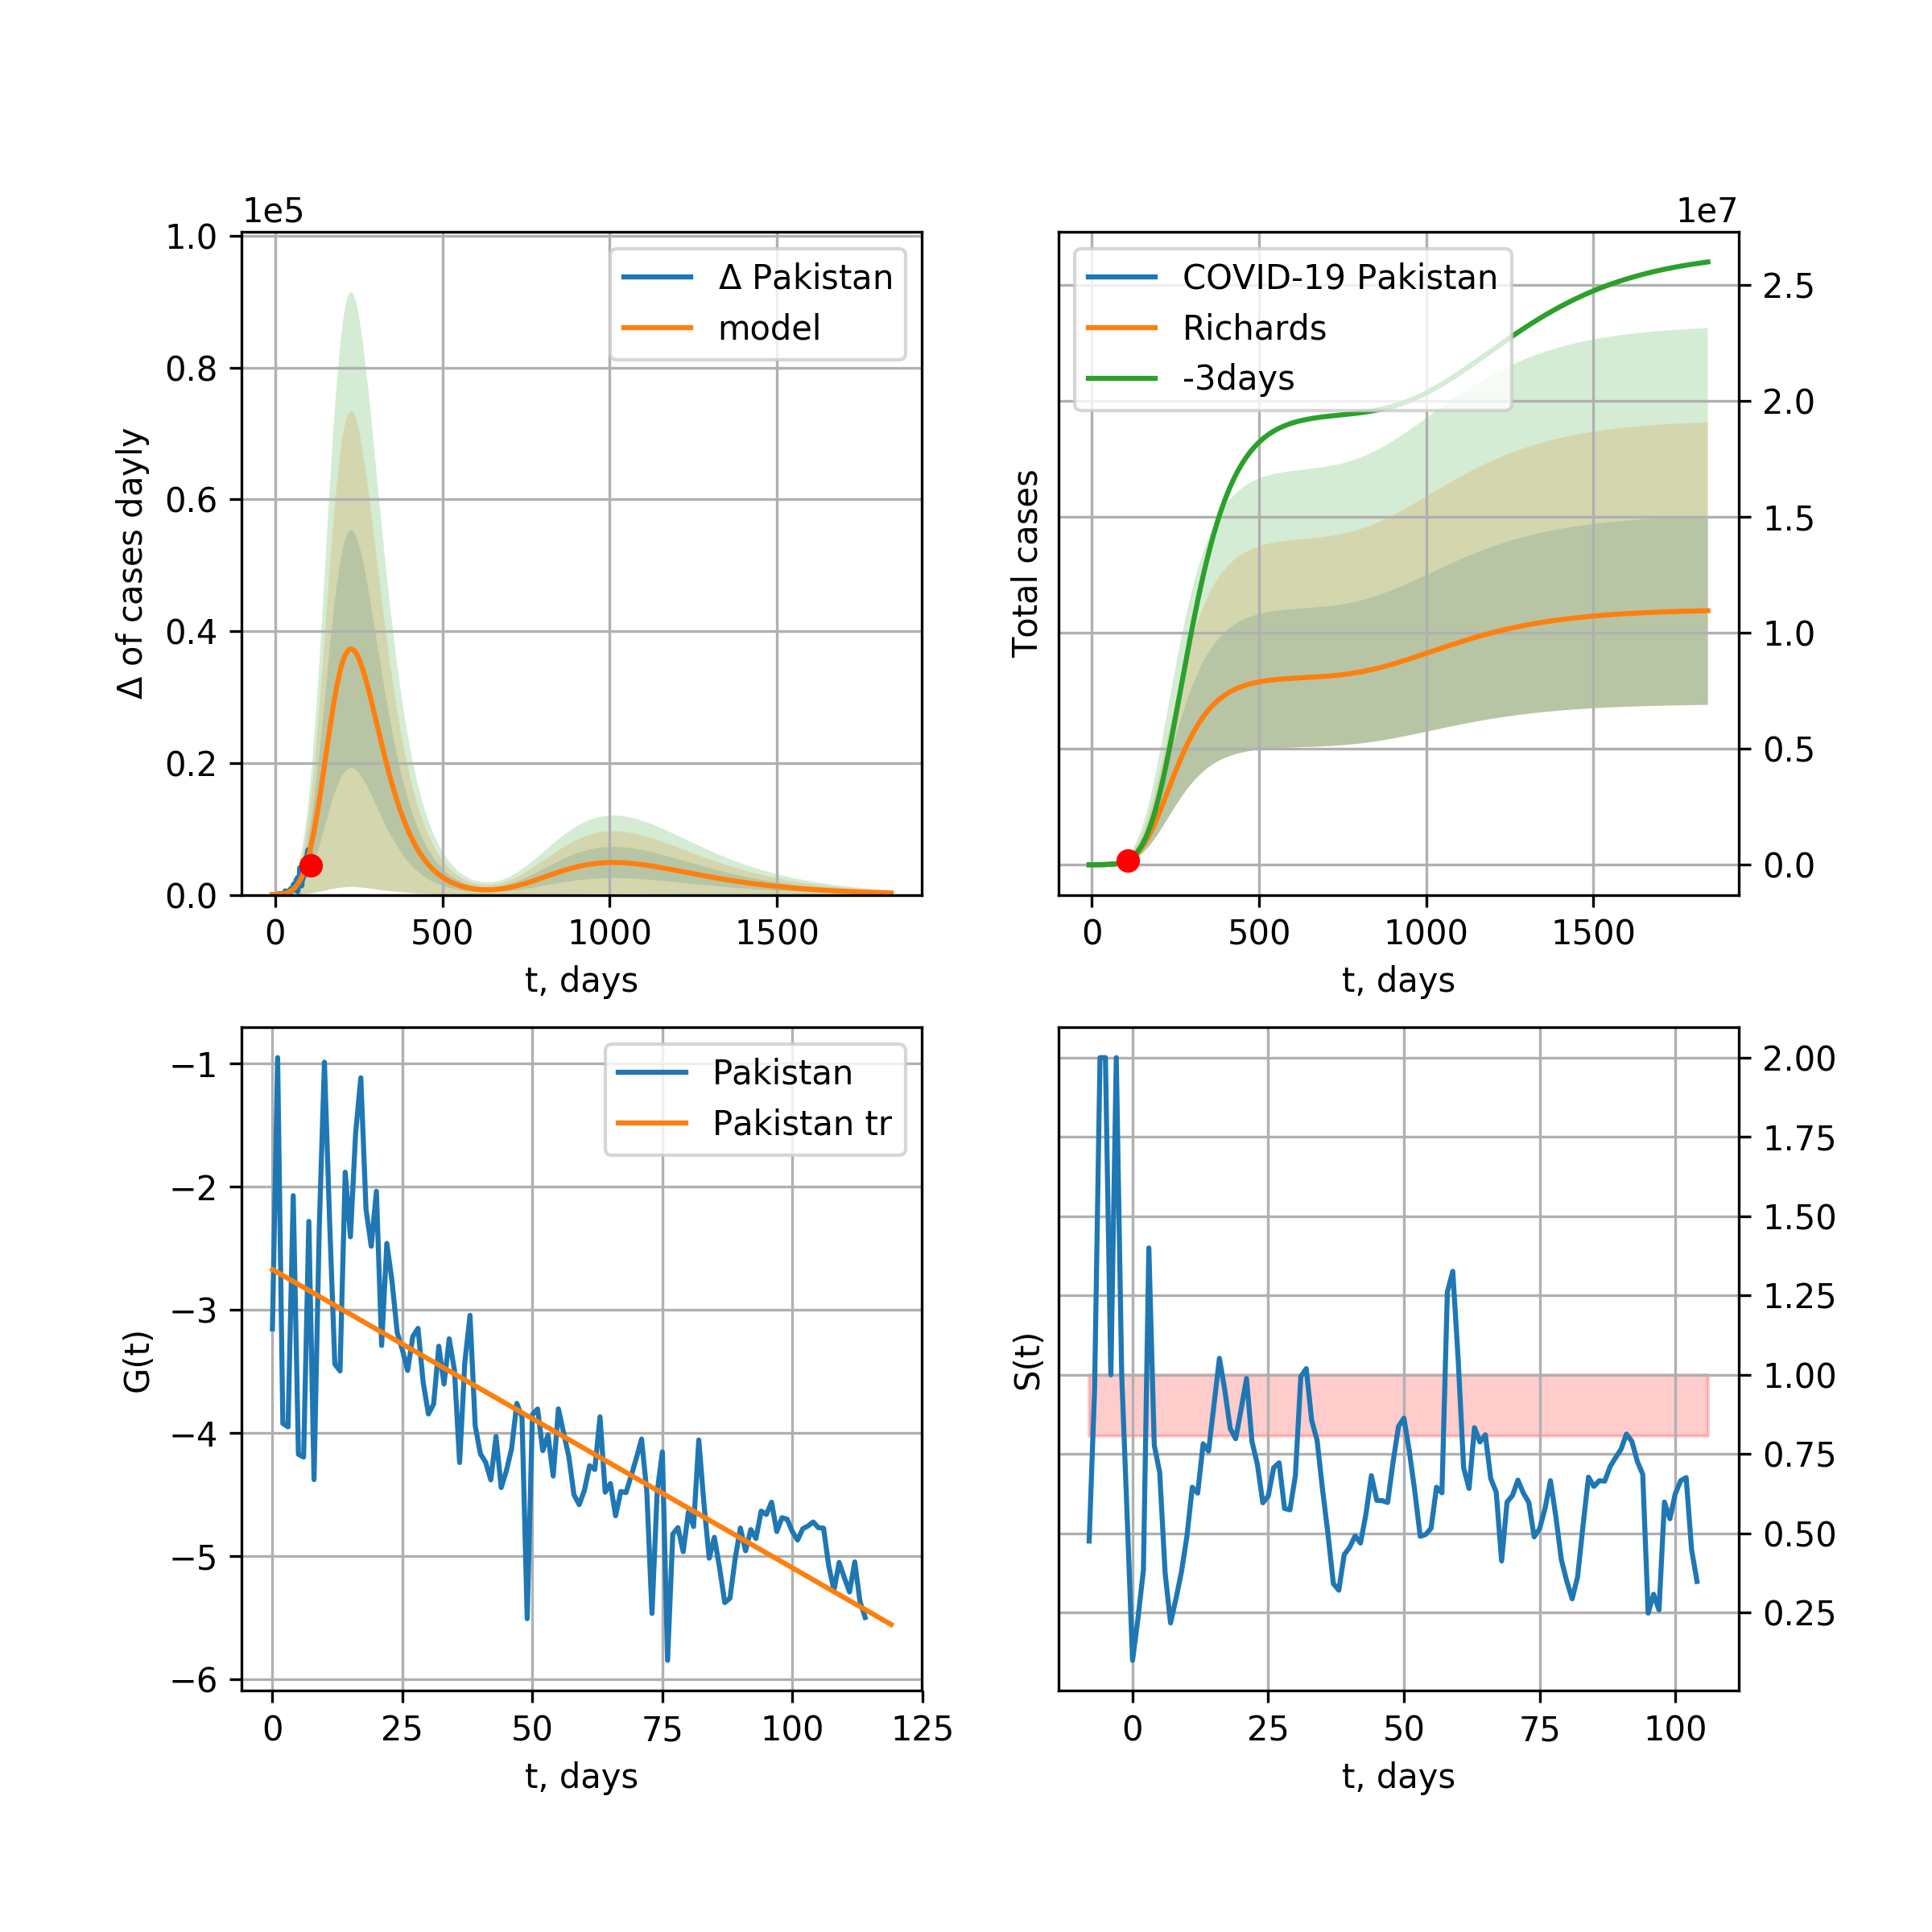 1e5
1.0
0.8
0.6
0.4
0.2
0.0
Δ of cases dayly
Δ Pakistan
model
0 500 1000 1500
t, days
1e7
COVID-19 Pakistan
Richards
-3days
Total cases
2.5
2.0
1.5
1.0
0.5
0.0
0 500 1000 1500
t, days
−1
−2
−3
−4
−5
−6
G(t)
Pakistan
Pakistan tr
0 25 50 75 100 125
t, days
S(t)
2.00
1.75
1.50
1.25
1.00
0.75
0.50
0.25
0 25 50 75 100
t, days